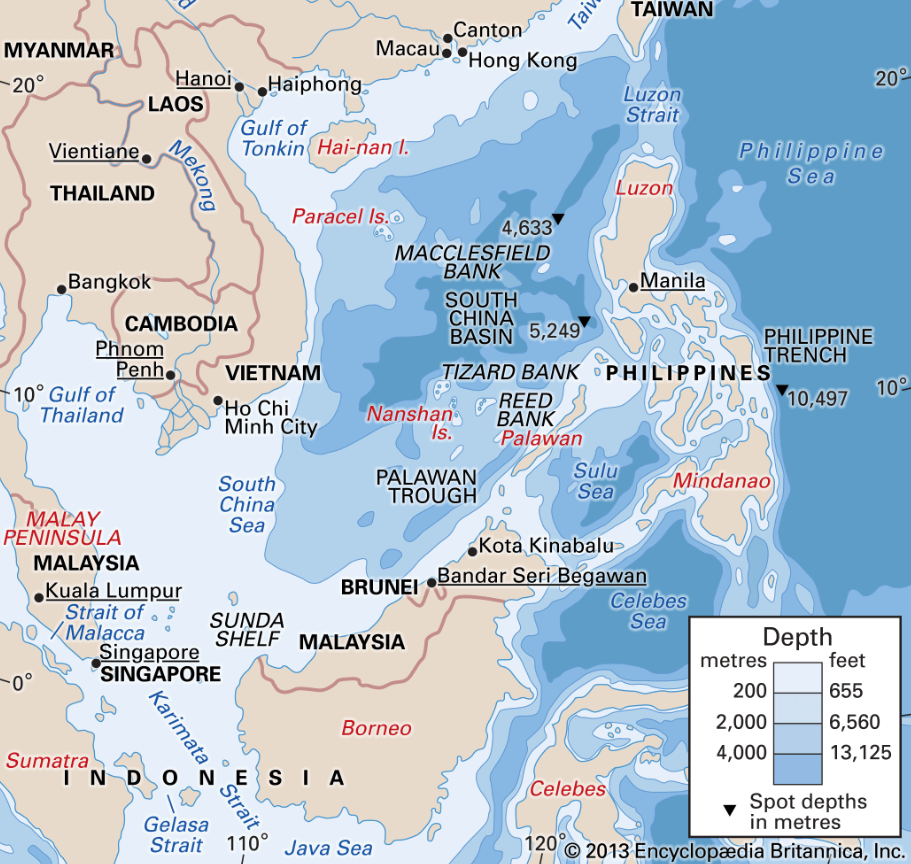 TAIWAN
Taiw
d
Canton
MYANMAR
Macau
Hong Kong
20°
20°
Hanoi
Haiphong
LAOS
Luzon
Strait
Gulf of
Tonkin
Hai-nan I.
Vientiane
Mekong
Philippine
Sea
THAILAND
Luzon
Paracel Is.
4,633
MACCLESFIELD
BANK
Bangkok
Manila
SOUTH
CHINA
BASIN
CAMBODIA
5,249
PHILIPPINE
TRENCH
Phnom
Penh
VIETNAM
TIZARD BANK
PHILIPPINES
10°
10°
Gulf of
Thailand
10,497
Ho Chi
Minh City
Nanshan
Is.
REED
BANK
Palawan
PALAWAN
TROUGH
Sulu
Sea
Mindanao
South
China
Sea
MALAY
PENINSULA
MALAYSIA
Kota Kinabalu
BRUNEI
Bandar Seri Begawan
Kuala Lumpur
Celebes
Sea
Strait of
Malacca
SUNDA
SHELF
MALAYSIA
Singapore
SINGAPORE
0°
Karimata
Strait
Borneo
Sumatra
INDONESIA
Celebes
Gelasa
Strait
110°
Java Sea
120°
Depth
metres feet
200 655
2,000 6,560
4,000 13,125
Spot depths
in metres
© 2013 Encyclopaedia Britannica, Inc.